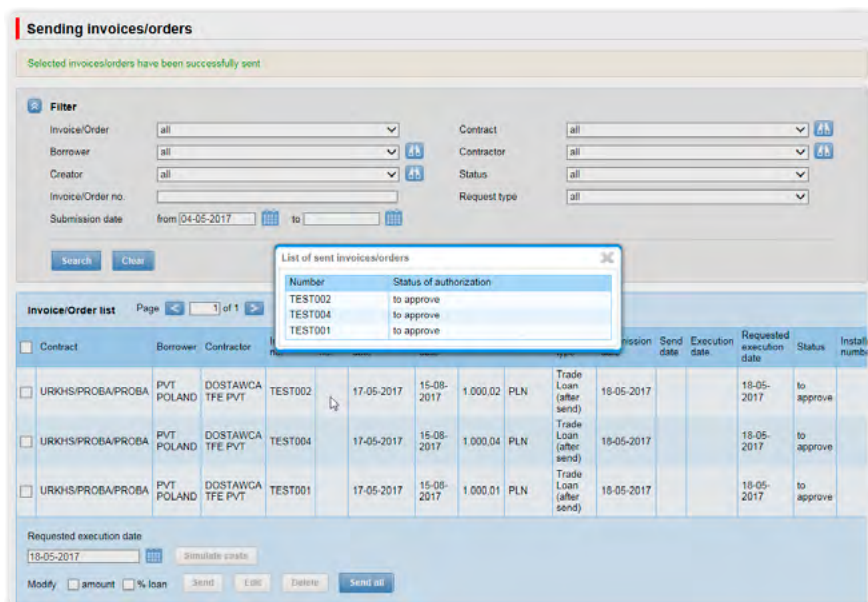 Sending invoices/orders
Selected invoices/orders have been successfully sent
Filter
Invoice/Order all Contract all
Borrower all Contractor all
Creator all Status all
Invoice/Order no. Request type all
Submission date from 04-05-2017 to
Search Clear
List of sent invoices/orders
Number Status of authorization
TEST002 to approve
TEST004 to approve
TEST001 to approve
Invoice/Order list Page 1 of 1
Contract Borrower Contractor no. date date type date Send date Execution date Requested execution date Status number
URKHS/PROBA/PROBA PVT POLAND DOSTAWCA TFE PVT TEST002 17-05-2017 15-08-2017 1.000,02 PLN Trade Loan (after send) 18-05-2017 18-05-2017 to approve
URKHS/PROBA/PROBA PVT POLAND DOSTAWCA TFE PVT TEST004 17-05-2017 15-08-2017 1.000,04 PLN Trade Loan (after send) 18-05-2017 18-05-2017 to approve
URKHS/PROBA/PROBA PVT POLAND DOSTAWCA TFE PVT TEST001 17-05-2017 15-08-2017 1.000,01 PLN Trade Loan (after send) 18-05-2017 18-05-2017 to approve
Requested execution date
18-05-2017 Simulate costs
Modify amount % loan Send Edit Delete Send all